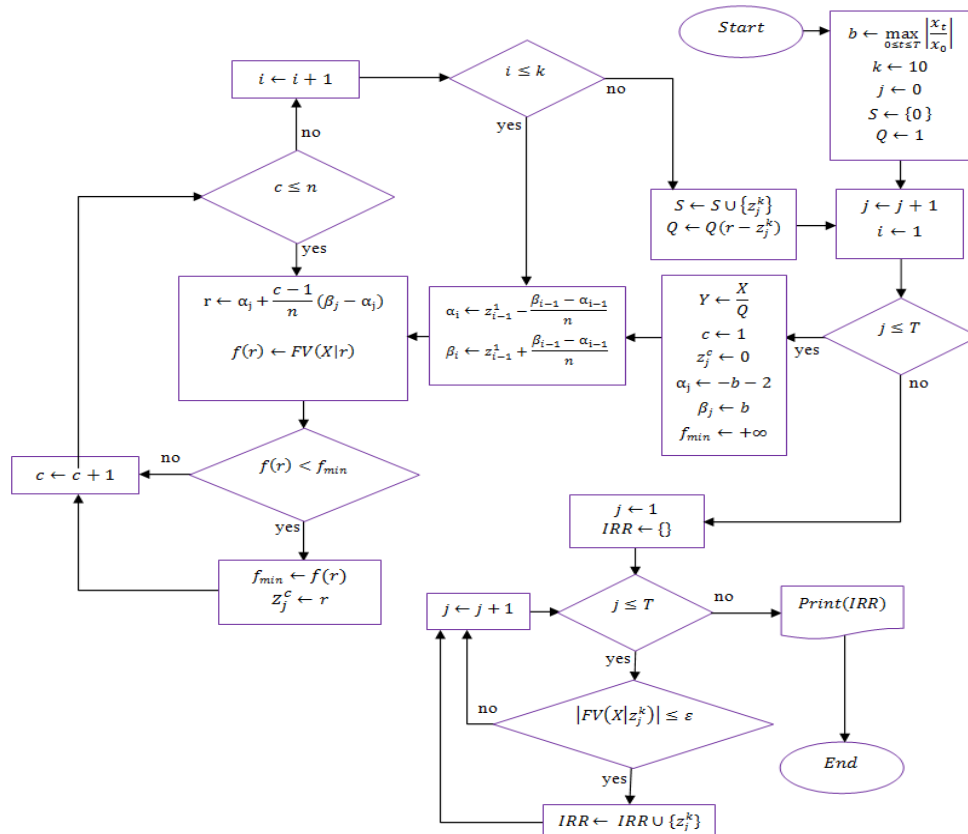 Start
b ← max 0≤t≤T |x_t/x_0|
k ← 10
j ← 0
S ← {0}
Q ← 1
j ← j + 1
i ← 1
j ≤ T
yes
no
Y ← X/Q
c ← 1
z_j^c ← 0
α_j ← −b − 2
β_j ← b
f_min ← +∞
α_i ← z_{i−1}^1 − (β_{i−1} − α_{i−1})/n
β_i ← z_{i−1}^1 + (β_{i−1} − α_{i−1})/n
r ← α_j + (c − 1)/n (β_j − α_j)
f(r) ← FV(X|r)
f(r) < f_min
no
yes
f_min ← f(r)
Z_j^c ← r
c ← c + 1
c ≤ n
no
yes
i ← i + 1
i ≤ k
no
yes
S ← S ∪ {z_j^k}
Q ← Q(r − z_j^k)
j ← 1
IRR ← {}
j ≤ T
no
yes
j ← j + 1
Print(IRR)
End
|FV(X|z_j^k)| ≤ ε
no
yes
IRR ← IRR ∪ {z_j^k}